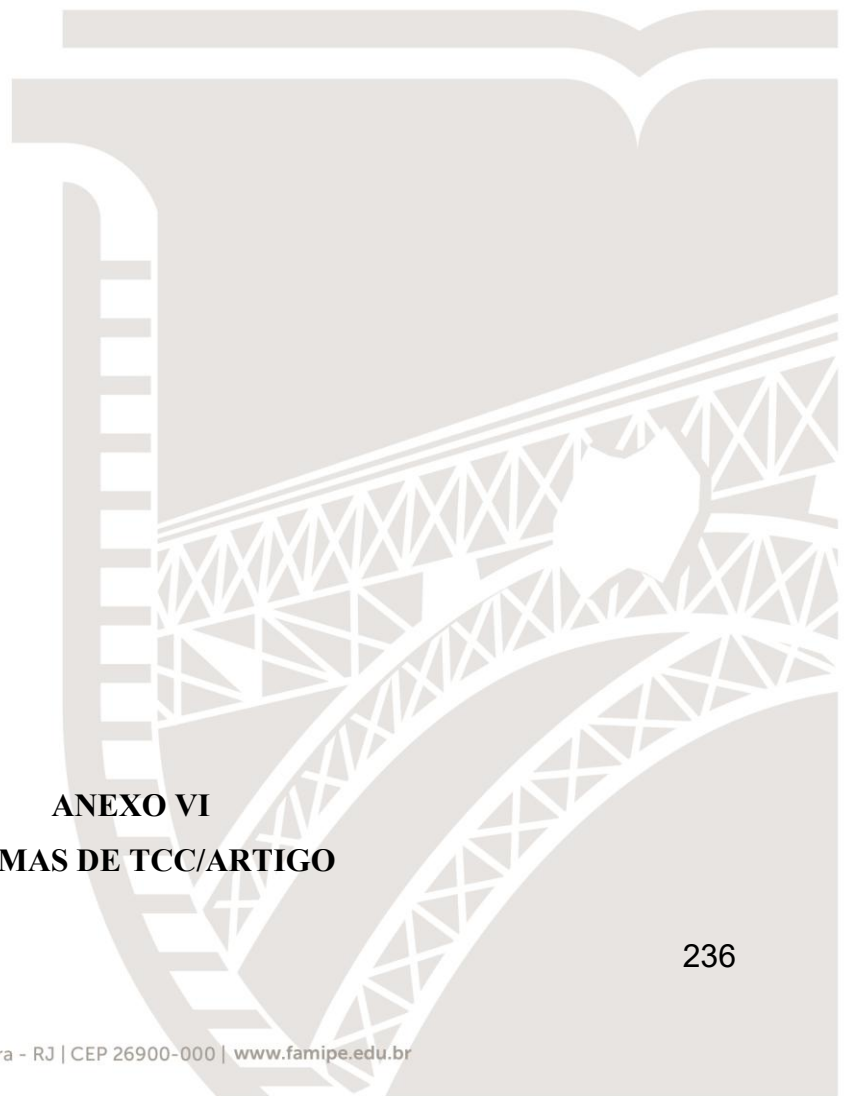 ANEXO VI
MAS DE TCC/ARTIGO
236
ra - RJ | CEP 26900-000 | www.famipe.edu.br